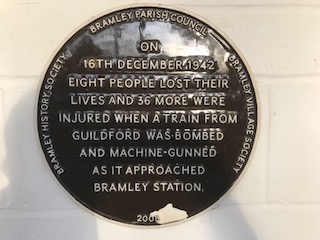 BRAMLEY PARISH COUNCIL
BRAMLEY HISTORY SOCIETY
BRAMLEY VILLAGE SOCIETY
ON
16TH DECEMBER 1942
EIGHT PEOPLE LOST THEIR
LIVES AND 36 MORE WERE
INJURED WHEN A TRAIN FROM
GUILDFORD WAS BOMBED
AND MACHINE-GUNNED
AS IT APPROACHED
BRAMLEY STATION.